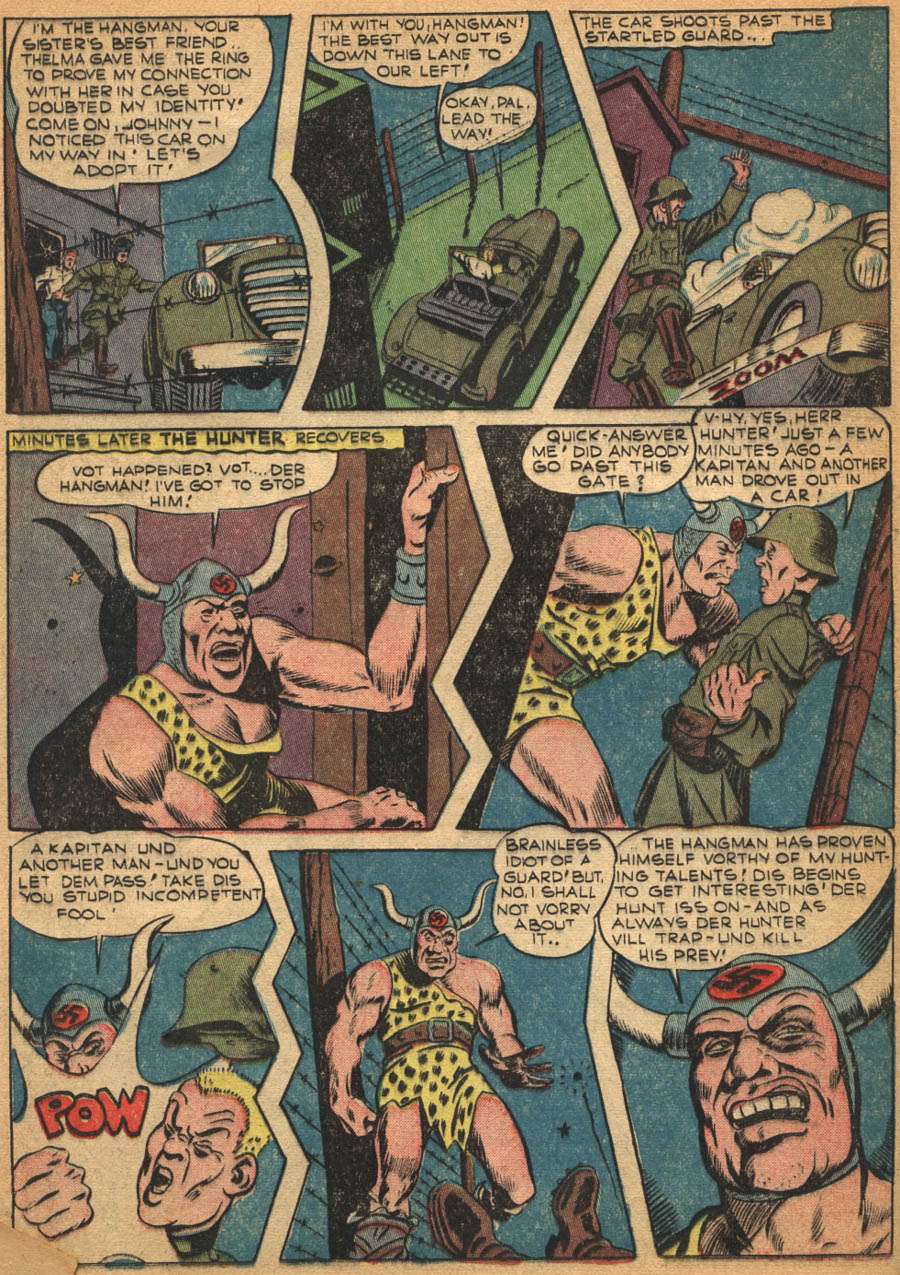 I'M THE HANGMAN, YOUR
SISTER'S BEST FRIEND..
THELMA GAVE ME THE RING
TO PROVE MY CONNECTION
WITH HER IN CASE YOU
DOUBTED MY IDENTITY!
COME ON, JOHNNY - I
NOTICED THIS CAR ON
MY WAY IN! LET'S
ADOPT IT!
I'M WITH YOU, HANGMAN!
THE BEST WAY OUT IS
DOWN THIS LANE TO
OUR LEFT!
OKAY, PAL,
LEAD THE
WAY!
THE CAR SHOOTS PAST THE
STARTLED GUARD...
ZOOM
MINUTES LATER THE HUNTER RECOVERS
VOT HAPPENED? VOT....DER
HANGMAN! I'VE GOT TO STOP
HIM!
QUICK-ANSWER
ME! DID ANYBODY
GO PAST THIS
GATE?
V-HY, YES, HERR
HUNTER! JUST A FEW
MINUTES AGO - A
KAPITAN AND ANOTHER
MAN DROVE OUT IN
A CAR!
A KAPITAN UND
ANOTHER MAN - UND YOU
LET DEM PASS! TAKE DIS
YOU STUPID INCOMPETENT
FOOL!
POW
BRAINLESS
IDIOT OF A
GUARD! BUT,
NO, I SHALL
NOT VORRY
ABOUT
IT..
..THE HANGMAN HAS PROVEN
HIMSELF VORTHY OF MY HUNT-
ING TALENTS! DIS BEGINS
TO GET INTERESTING! DER
HUNT ISS ON - AND AS
ALWAYS DER HUNTER
VILL TRAP - UND KILL
HIS PREY!